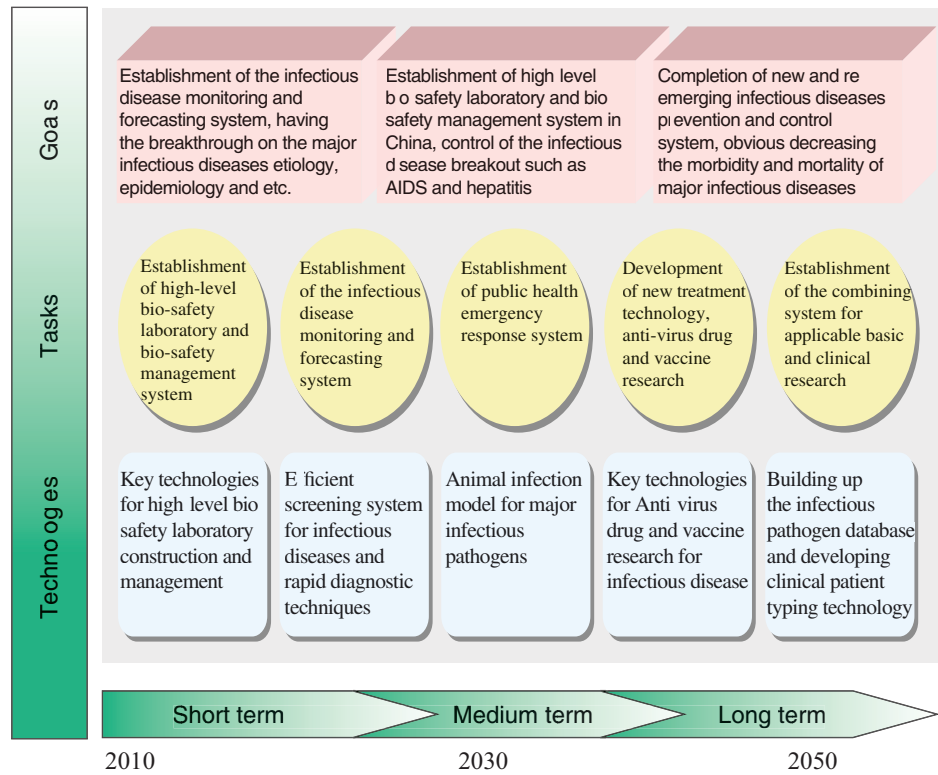 Goa s
Establishment of the infectious
disease monitoring and
forecasting system, having
the breakthrough on the major
infectious diseases etiology,
epidemiology and etc.
Establishment of high level
b o safety laboratory and bio
safety management system in
China, control of the infectious
d sease breakout such as
AIDS and hepatitis
Completion of new and re
emerging infectious diseases
prevention and control
system, obvious decreasing
the morbidity and mortality of
major infectious diseases
Tasks
Establishment
of high-level
bio-safety
laboratory and
bio-safety
management
system
Establishment
of the infectious
disease
monitoring and
forecasting
system
Establishment
of public health
emergency
response system
Development
of new treatment
technology,
anti-virus drug
and vaccine
research
Establishment
of the combining
system for
applicable basic
and clinical
research
Techno og es
Key technologies
for high level bio
safety laboratory
construction and
management
E ficient
screening system
for infectious
diseases and
rapid diagnostic
techniques
Animal infection
model for major
infectious
pathogens
Key technologies
for Anti virus
drug and vaccine
research for
infectious disease
Building up
the infectious
pathogen database
and developing
clinical patient
typing technology
Short term
Medium term
Long term
2010
2030
2050